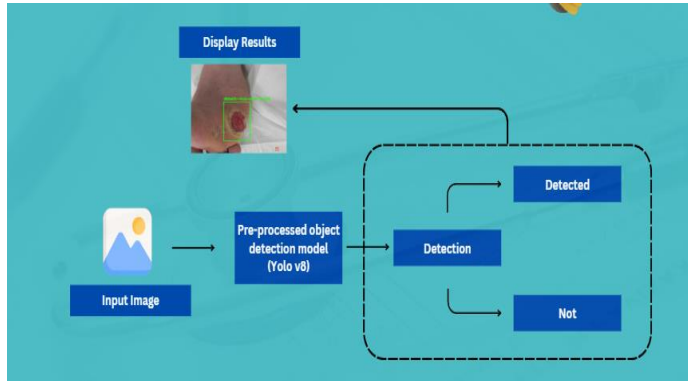 Display Results
Pre-processed object
detection model
(Yolo v8)
Detection
Detected
Not
Input Image